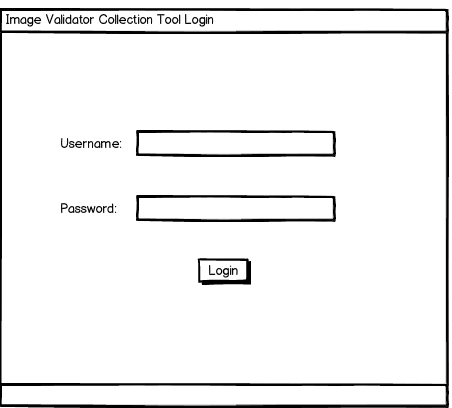 Image Validator Collection Tool Login
Username:
Password:
Login